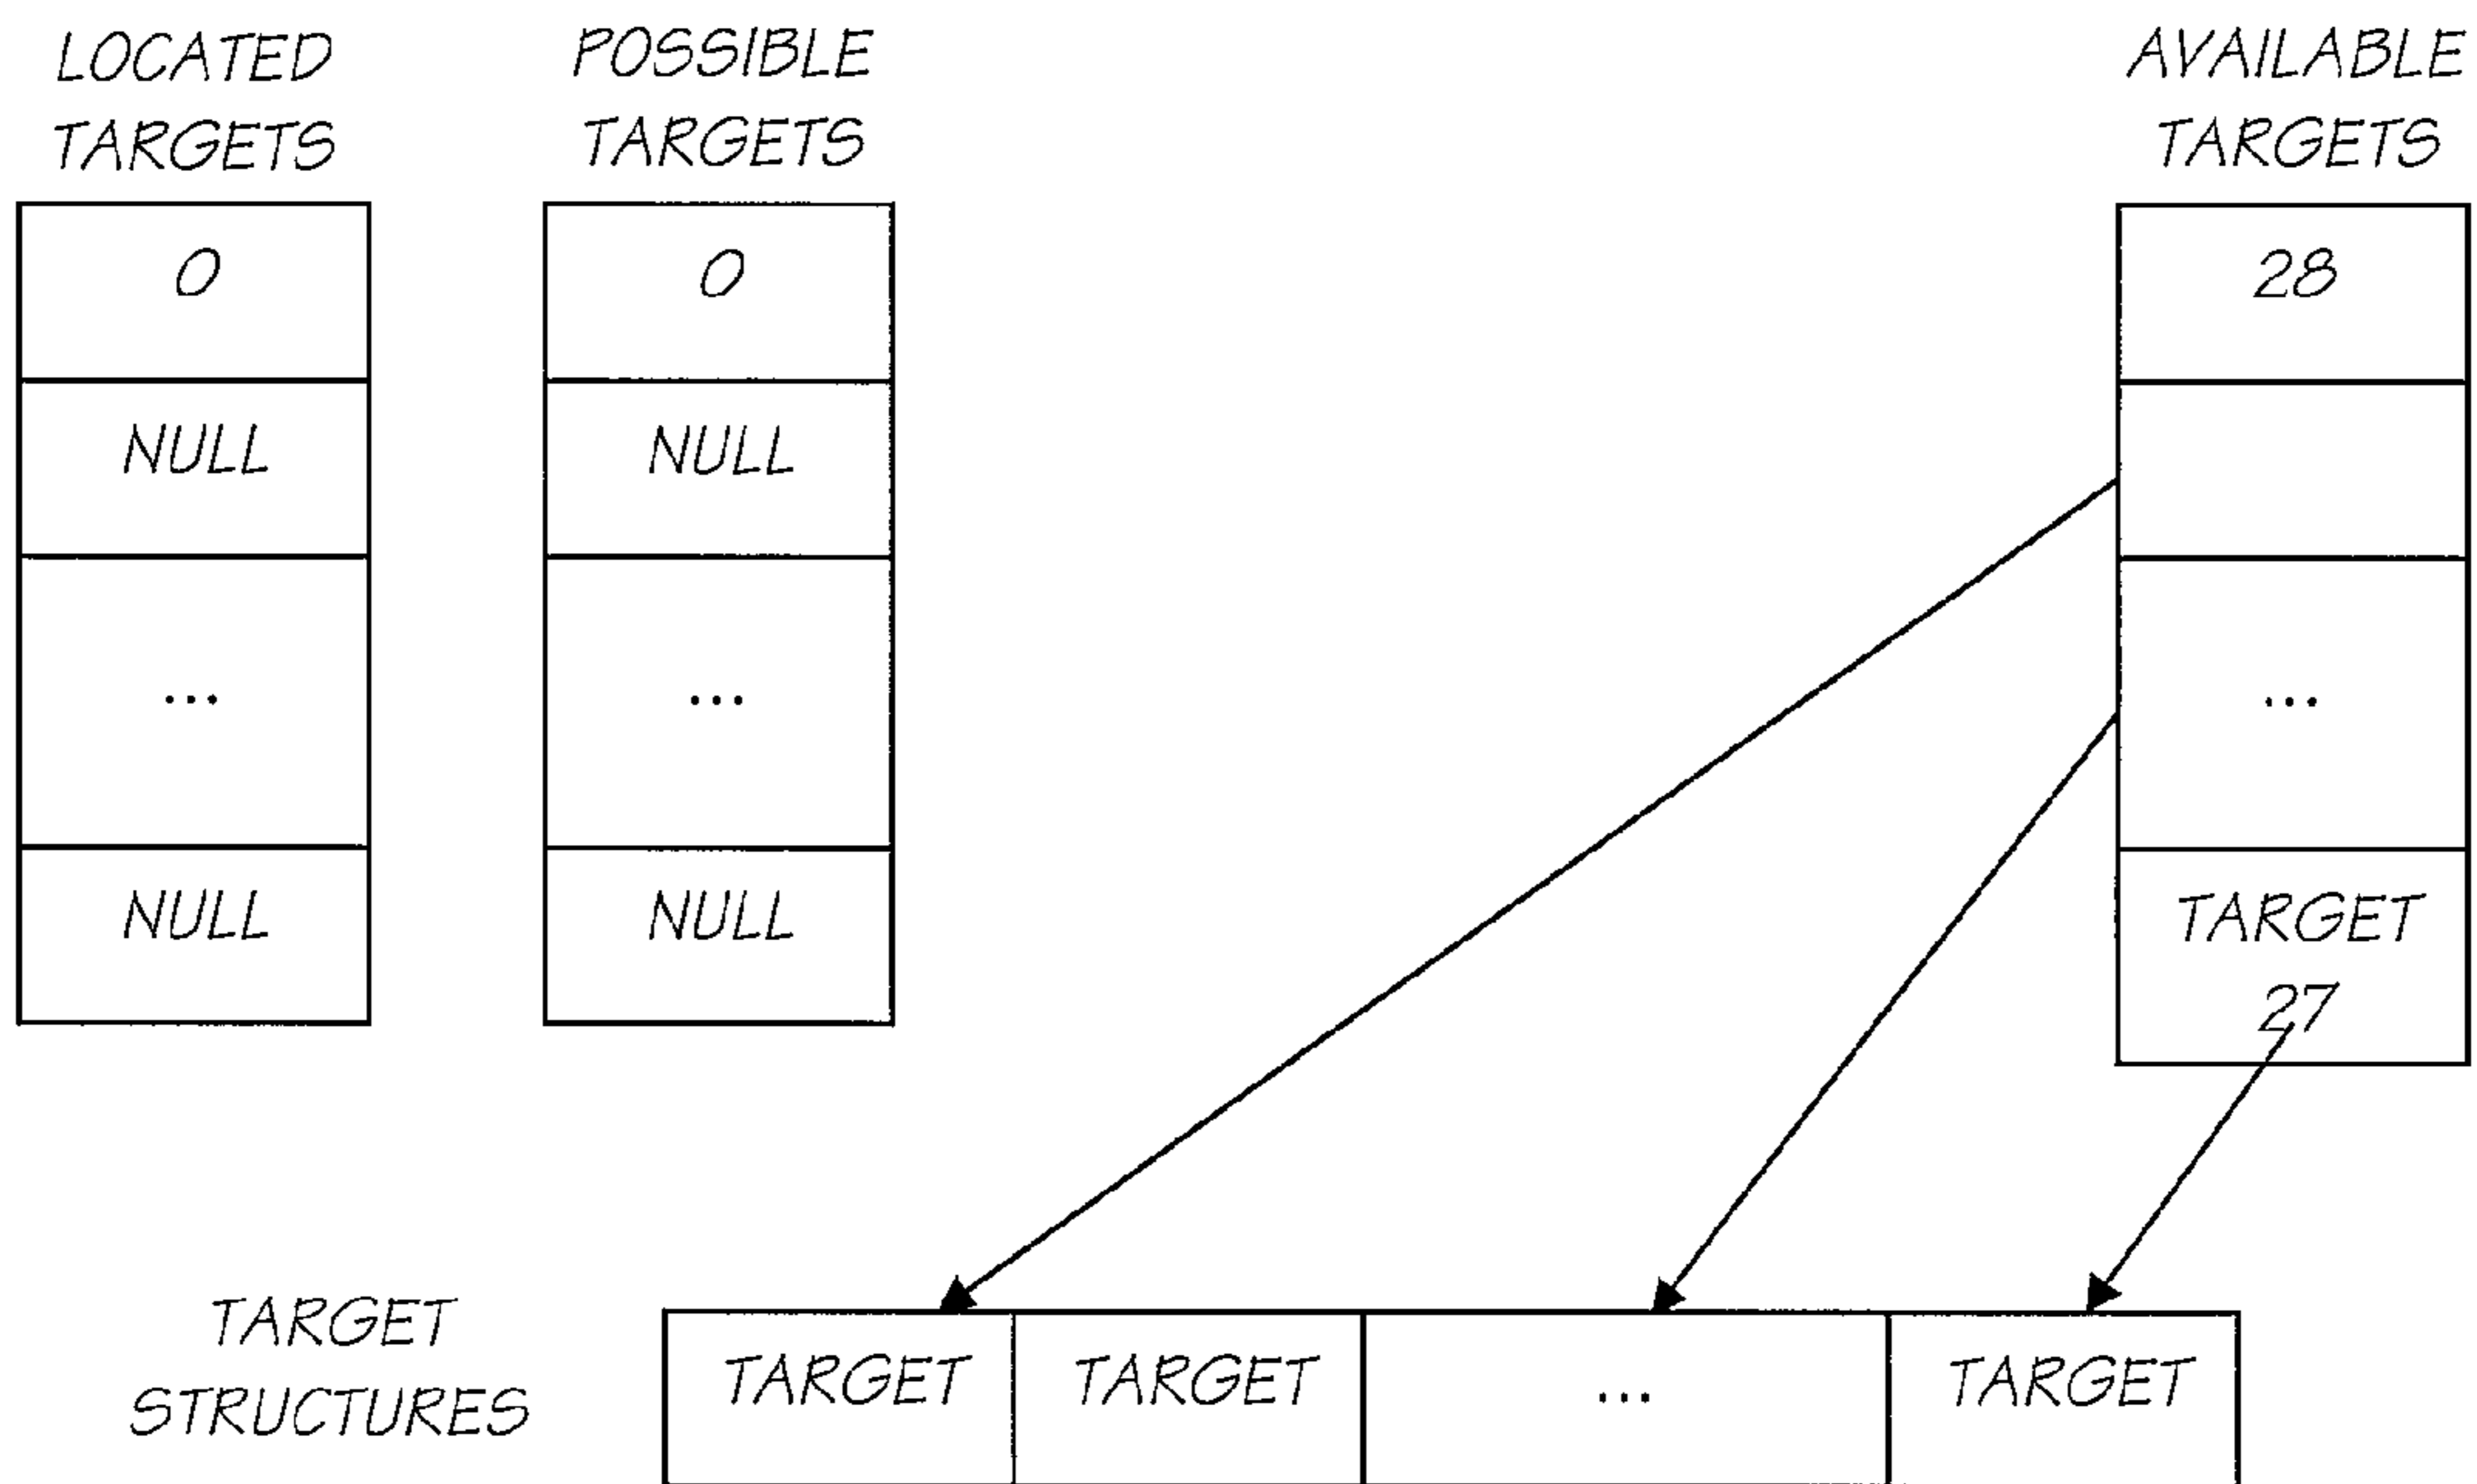 LOCATED
TARGETS
POSSIBLE
TARGETS
AVAILABLE
TARGETS
0
0
28
NULL
NULL
...
...
...
NULL
NULL
TARGET
27
TARGET
STRUCTURES
TARGET
TARGET
...
TARGET